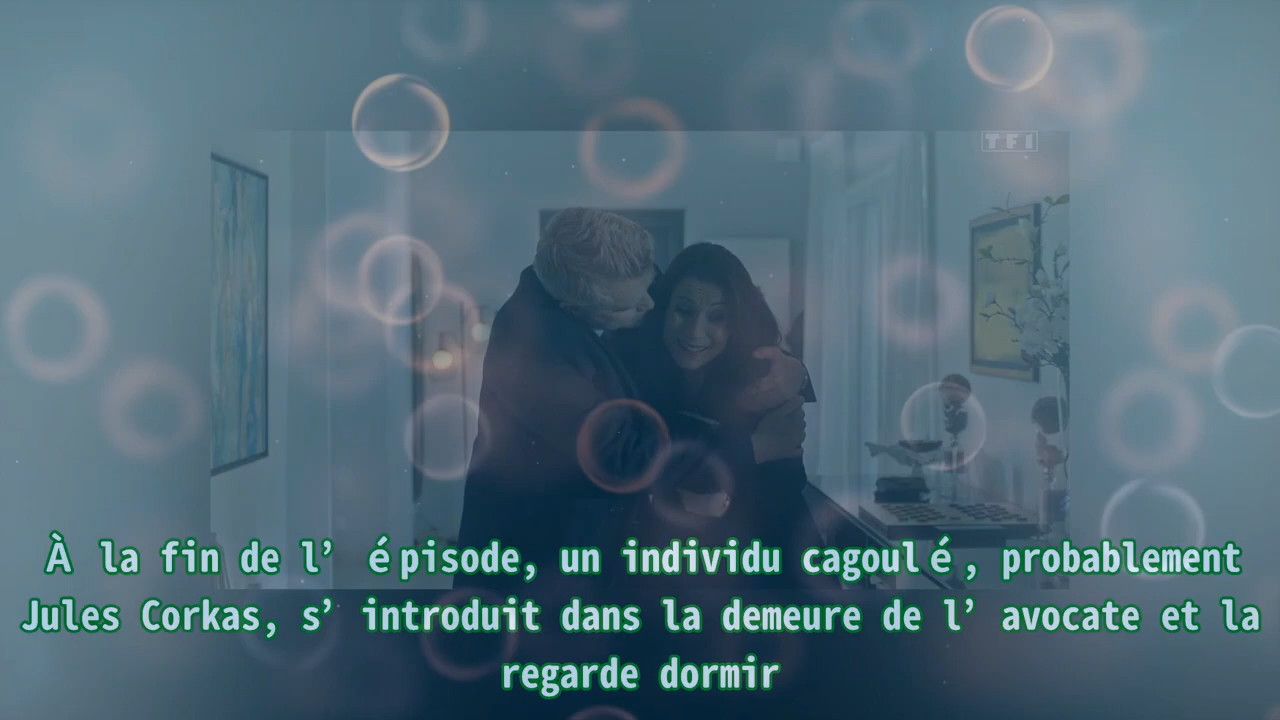 TF1
À la fin de l’ épisode, un individu cagoulé, probablement
Jules Corkas, s’ introduit dans la demeure de l’ avocate et la
regarde dormir